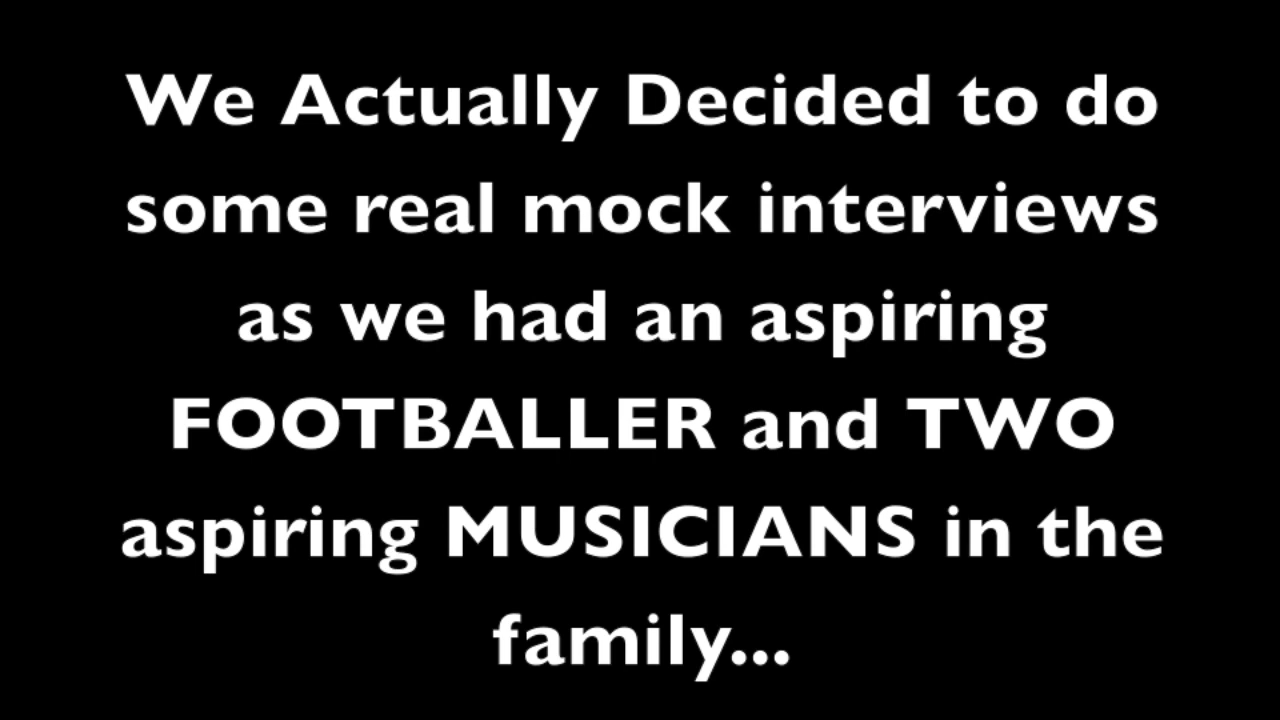 We Actually Decided to do
some real mock interviews
as we had an aspiring
FOOTBALLER and TWO
aspiring MUSICIANS in the
family...